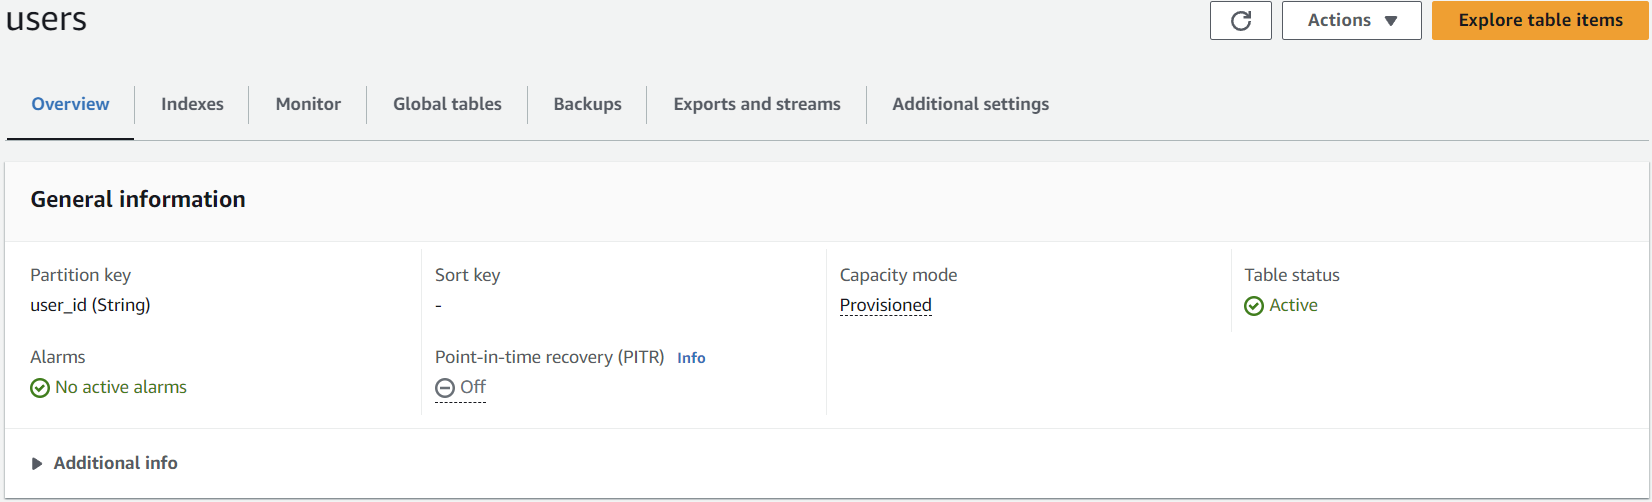 users
Actions
Explore table items
Overview
Indexes
Monitor
Global tables
Backups
Exports and streams
Additional settings
General information
Partition key
user_id (String)
Sort key
-
Capacity mode
Provisioned
Table status
Active
Alarms
No active alarms
Point-in-time recovery (PITR) Info
Off
Additional info